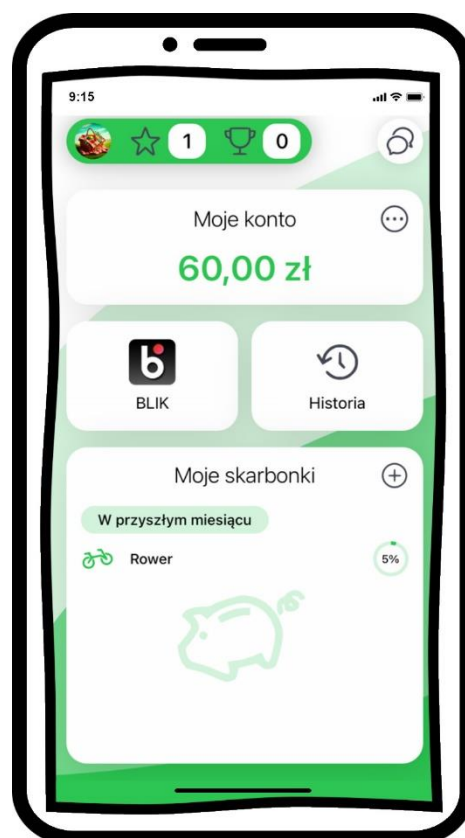 9:15
1 0
Moje konto
60,00 zł
b
BLIK Historia
Moje skarbonki
W przyszłym miesiącu
Rower 5%